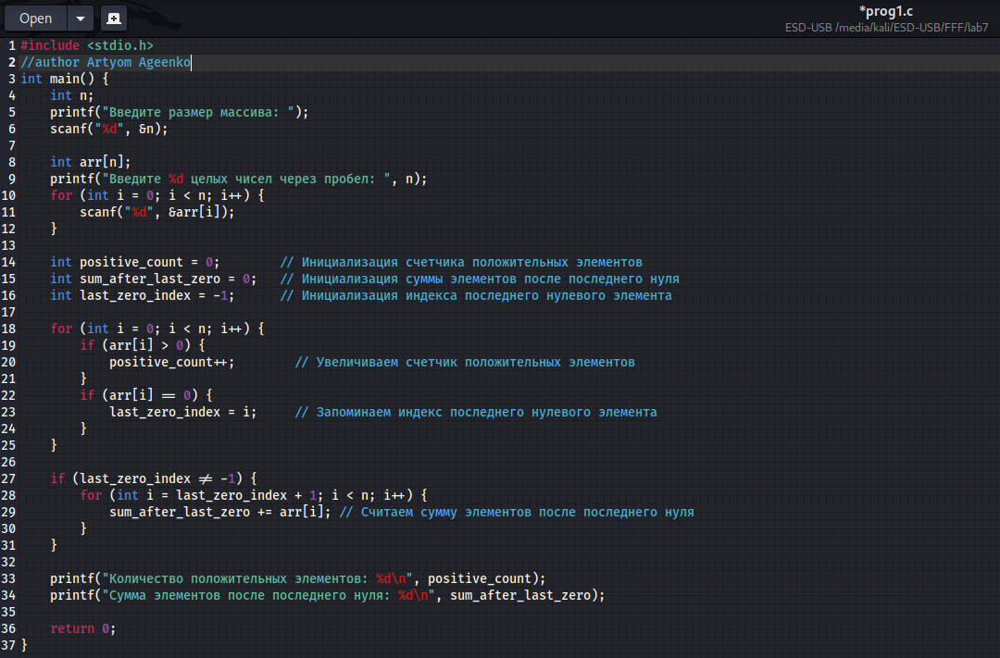 Open
*prog1.c
ESD-USB /media/kali/ESD-USB/FFF/lab7
1 #include <stdio.h>
2 //author Artyom Ageenko
3 int main() {
4     int n;
5     printf("Введите размер массива: ");
6     scanf("%d", &n);
7
8     int arr[n];
9     printf("Введите %d целых чисел через пробел: ", n);
10     for (int i = 0; i < n; i++) {
11         scanf("%d", &arr[i]);
12     }
13
14     int positive_count = 0;        // Инициализация счетчика положительных элементов
15     int sum_after_last_zero = 0;   // Инициализация суммы элементов после последнего нуля
16     int last_zero_index = -1;      // Инициализация индекса последнего нулевого элемента
17
18     for (int i = 0; i < n; i++) {
19         if (arr[i] > 0) {
20             positive_count++;        // Увеличиваем счетчик положительных элементов
21         }
22         if (arr[i] == 0) {
23             last_zero_index = i;     // Запоминаем индекс последнего нулевого элемента
24         }
25     }
26
27     if (last_zero_index != -1) {
28         for (int i = last_zero_index + 1; i < n; i++) {
29             sum_after_last_zero += arr[i]; // Считаем сумму элементов после последнего нуля
30         }
31     }
32
33     printf("Количество положительных элементов: %d\n", positive_count);
34     printf("Сумма элементов после последнего нуля: %d\n", sum_after_last_zero);
35
36     return 0;
37 }